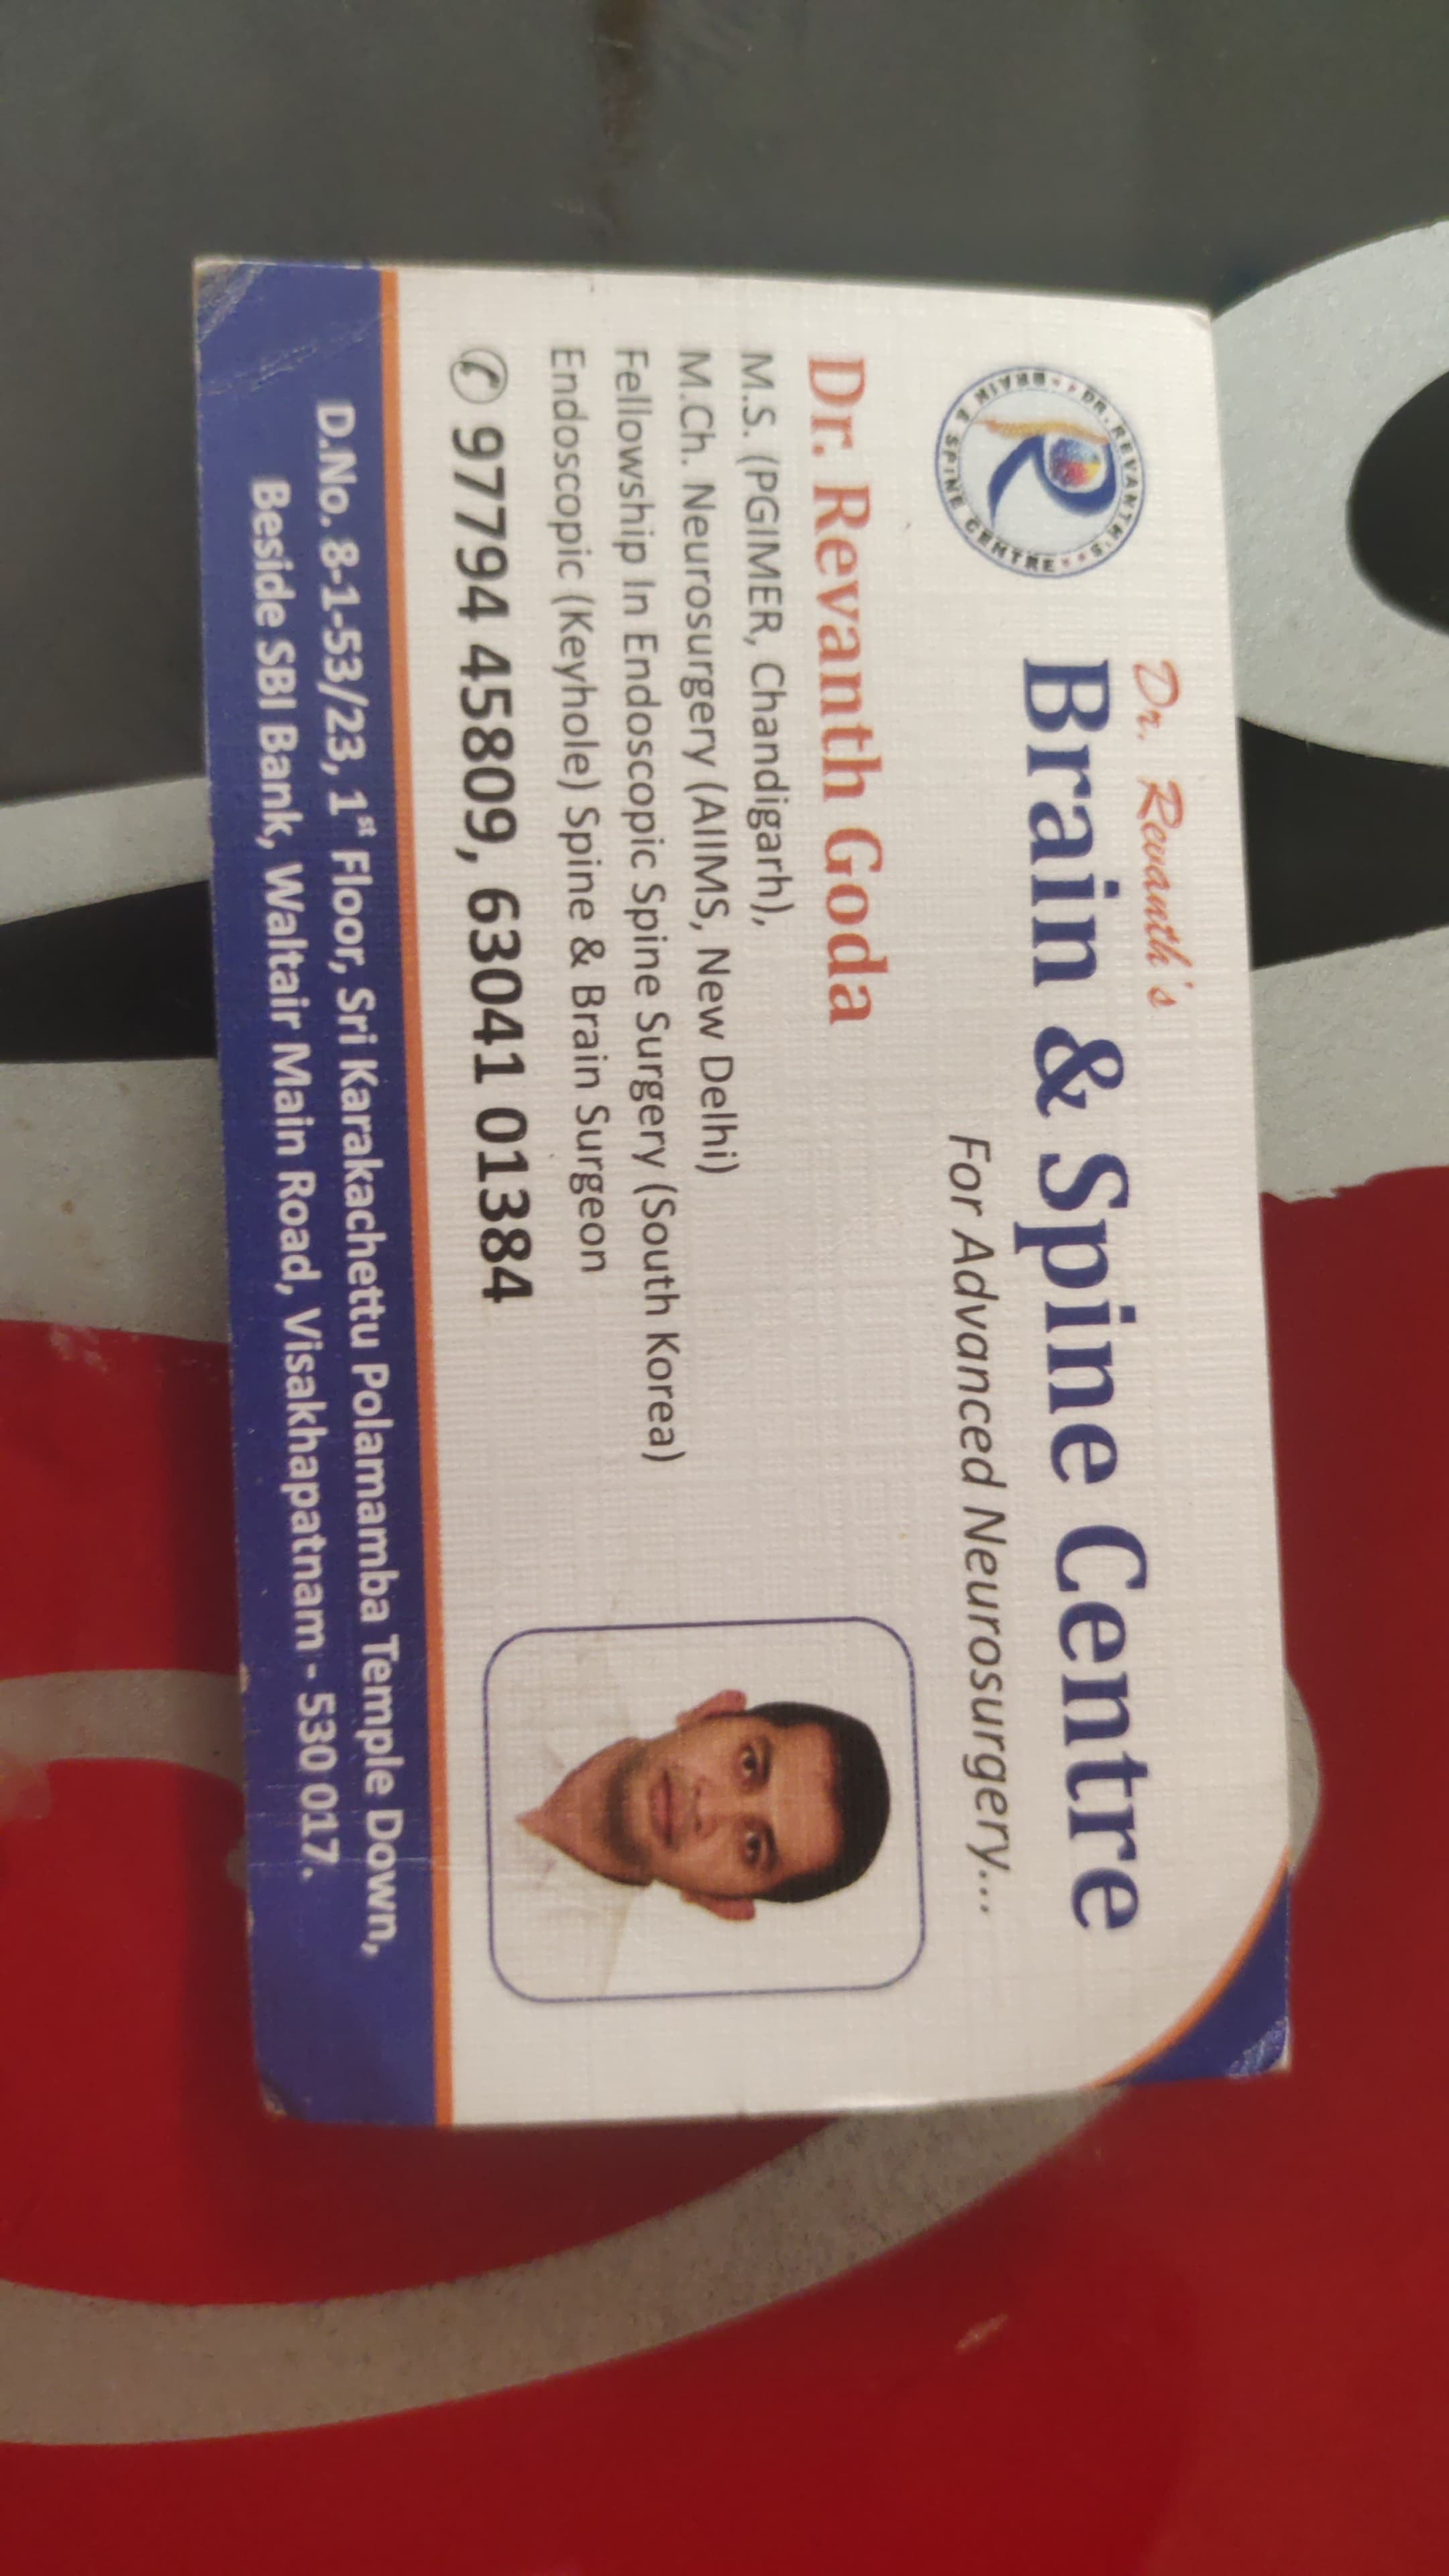 DR. REVANTH'S
BRAIN & SPINE CENTRE
Dr. Revanth's
Brain & Spine Centre
For Advanced Neurosurgery...
Dr. Revanth Goda
M.S. (PGIMER, Chandigarh),
M.Ch. Neurosurgery (AIIMS, New Delhi)
Fellowship In Endoscopic Spine Surgery (South Korea)
Endoscopic (Keyhole) Spine & Brain Surgeon
✆ 97794 45809, 63041 01384
D.No. 8-1-53/23, 1st Floor, Sri Karakachettu Polamamba Temple Down,
Beside SBI Bank, Waltair Main Road, Visakhapatnam - 530 017.